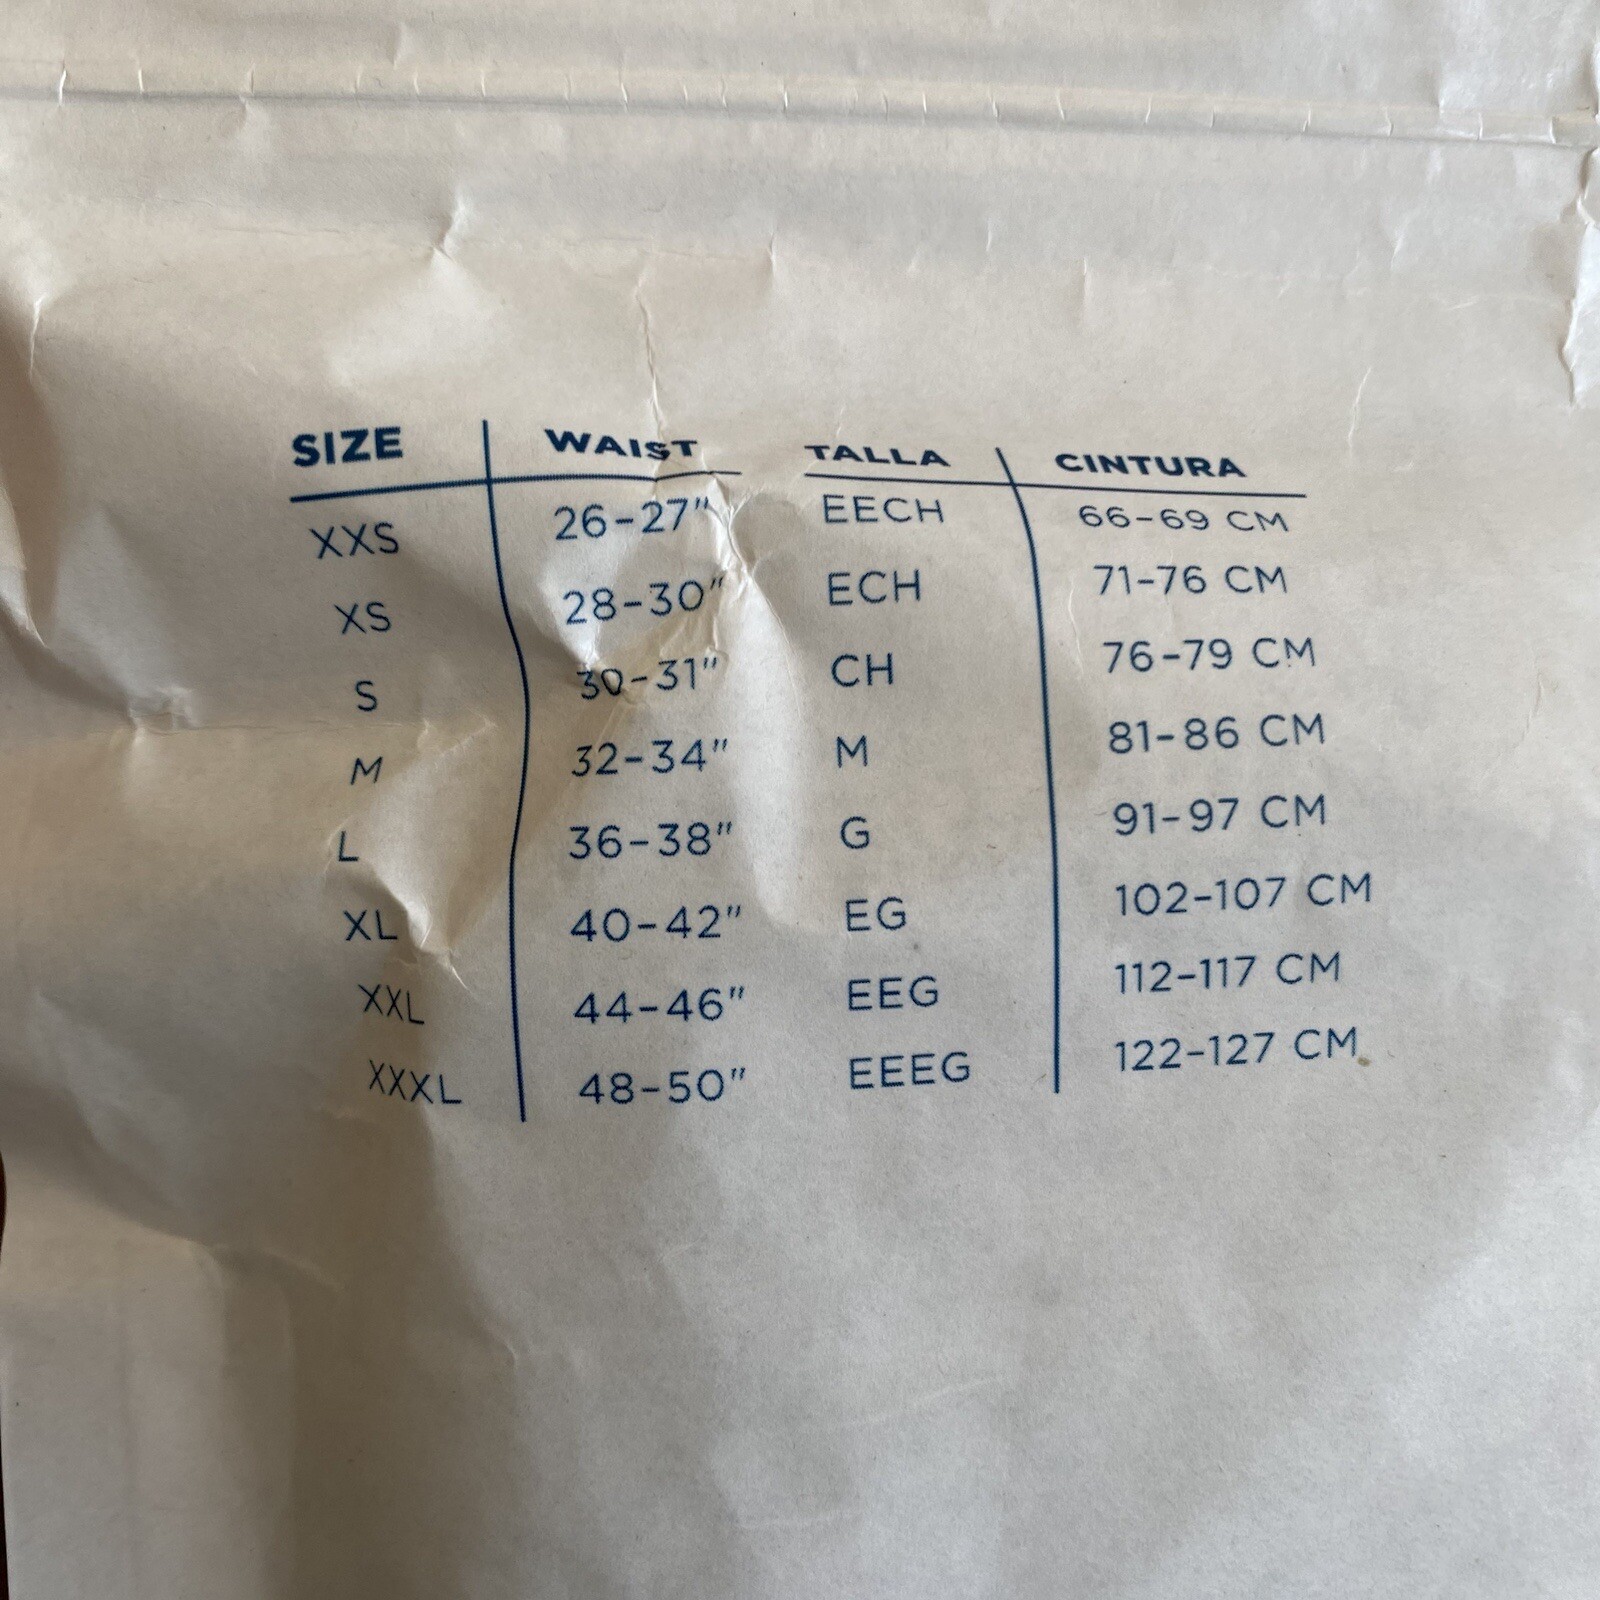 SIZE WAIST TALLA CINTURA
XXS 26-27" EECH 66-69 CM
XS 28-30" ECH 71-76 CM
S 30-31" CH 76-79 CM
M 32-34" M 81-86 CM
L 36-38" G 91-97 CM
XL 40-42" EG 102-107 CM
XXL 44-46" EEG 112-117 CM
XXXL 48-50" EEEG 122-127 CM